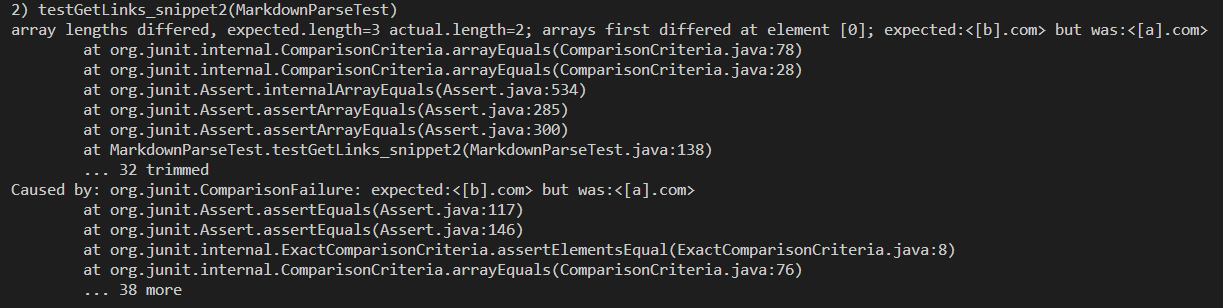 2) testGetLinks_snippet2(MarkdownParseTest)
array lengths differed, expected.length=3 actual.length=2; arrays first differed at element [0]; expected:<[b].com> but was:<[a].com>
at org.junit.internal.ComparisonCriteria.arrayEquals(ComparisonCriteria.java:78)
at org.junit.internal.ComparisonCriteria.arrayEquals(ComparisonCriteria.java:28)
at org.junit.Assert.internalArrayEquals(Assert.java:534)
at org.junit.Assert.assertArrayEquals(Assert.java:285)
at org.junit.Assert.assertArrayEquals(Assert.java:300)
at MarkdownParseTest.testGetLinks_snippet2(MarkdownParseTest.java:138)
... 32 trimmed
Caused by: org.junit.ComparisonFailure: expected:<[b].com> but was:<[a].com>
at org.junit.Assert.assertEquals(Assert.java:117)
at org.junit.Assert.assertEquals(Assert.java:146)
at org.junit.internal.ExactComparisonCriteria.assertElementsEqual(ExactComparisonCriteria.java:8)
at org.junit.internal.ComparisonCriteria.arrayEquals(ComparisonCriteria.java:76)
... 38 more